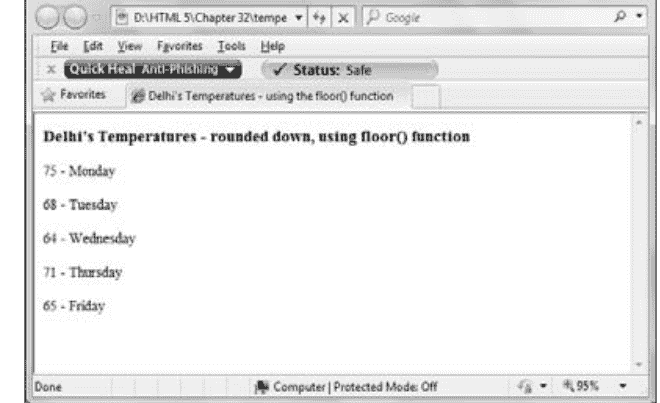 D:\HTML 5\Chapter 32\tempe
Google
File Edit View Favorites Tools Help
x Quick Heal Anti-Phishing ✓ Status: Safe
Favorites Delhi's Temperatures - using the floor() function
Delhi's Temperatures - rounded down, using floor() function
75 - Monday
68 - Tuesday
64 - Wednesday
71 - Thursday
65 - Friday
Done Computer | Protected Mode: Off 95%